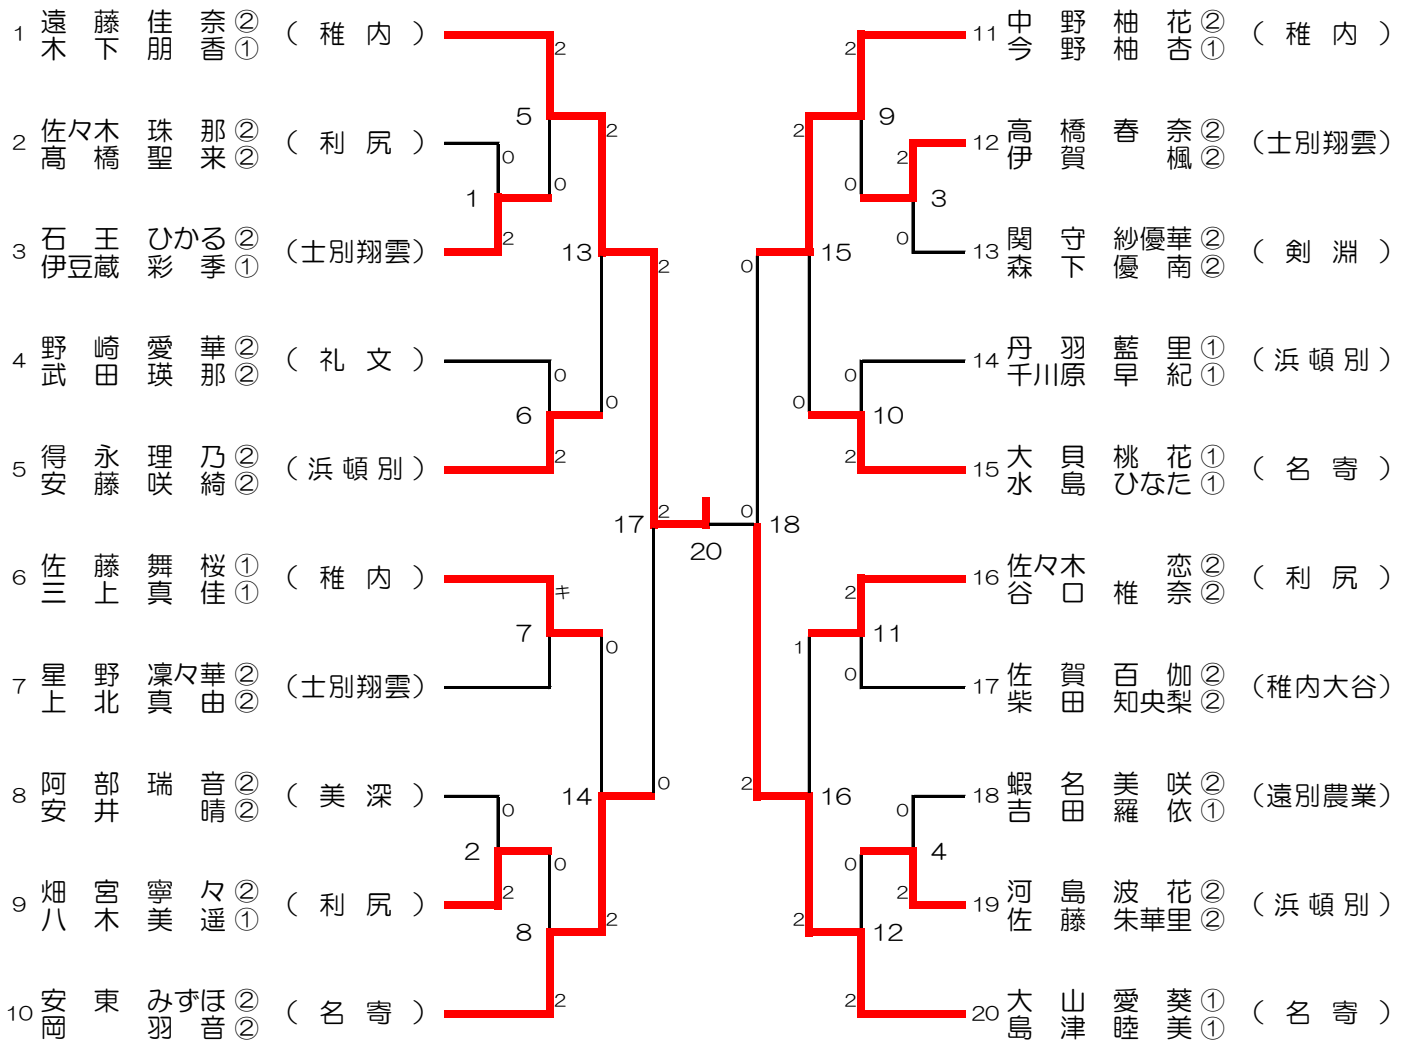 1 遠藤佳奈② (稚内)
木下朋香①
2 佐々木珠那② (利尻)
髙橋聖来②
3 石王ひかる② (士別翔雲)
伊豆蔵彩季①
4 野崎愛華② (礼文)
武田瑛那②
5 得永理乃② (浜頓別)
安藤咲綺②
6 佐藤舞桜① (稚内)
三上真佳①
7 星野凜々華② (士別翔雲)
上北真由②
8 阿部瑞音② (美深)
安井晴②
9 畑宮寧々② (利尻)
八木美遥①
10 安東みずほ② (名寄)
岡羽音②
2
5
2
0
1
0
2
13
2
0
6
0
0
2
17
2
キ
7
0
14
0
0
2
0
2
8
2
2
20
11 中野柚花② (稚内)
今野柚杏①
12 高橋春奈② (士別翔雲)
伊賀楓②
13 関守紗優華② (剣淵)
森下優南②
14 丹羽藍里① (浜頓別)
千川原早紀①
15 大貝桃花① (名寄)
水島ひなた①
16 佐々木恋② (利尻)
谷口椎奈②
17 佐賀百伽② (稚内大谷)
柴田知央梨②
18 蝦名美咲② (遠別農業)
吉田羅依①
19 河島波花② (浜頓別)
佐藤朱華里②
20 大山愛葵① (名寄)
島津睦美①
2
9
2
2
0
3
0
0
15
0
0
10
2
0
18
2
11
1
0
2
16
0
0
4
2
2
12
2